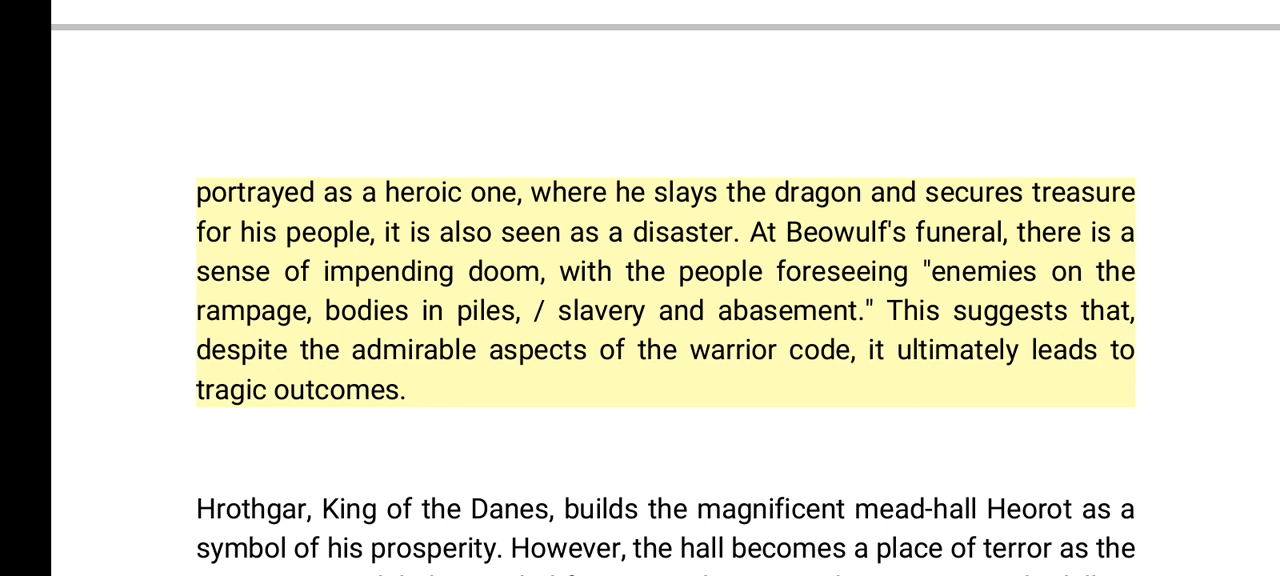 portrayed as a heroic one, where he slays the dragon and secures treasure
for his people, it is also seen as a disaster. At Beowulf's funeral, there is a
sense of impending doom, with the people foreseeing "enemies on the
rampage, bodies in piles, / slavery and abasement." This suggests that,
despite the admirable aspects of the warrior code, it ultimately leads to
tragic outcomes.
Hrothgar, King of the Danes, builds the magnificent mead-hall Heorot as a
symbol of his prosperity. However, the hall becomes a place of terror as the